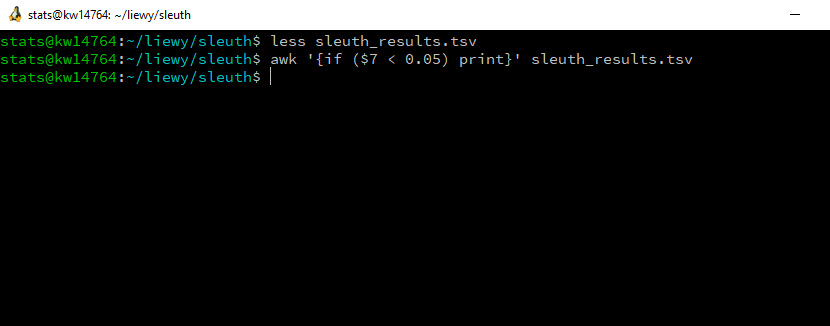 stats@kw14764: ~/liewy/sleuth
stats@kw14764:~/liewy/sleuth$ less sleuth_results.tsv
stats@kw14764:~/liewy/sleuth$ awk '{if ($7 < 0.05) print}' sleuth_results.tsv
stats@kw14764:~/liewy/sleuth$